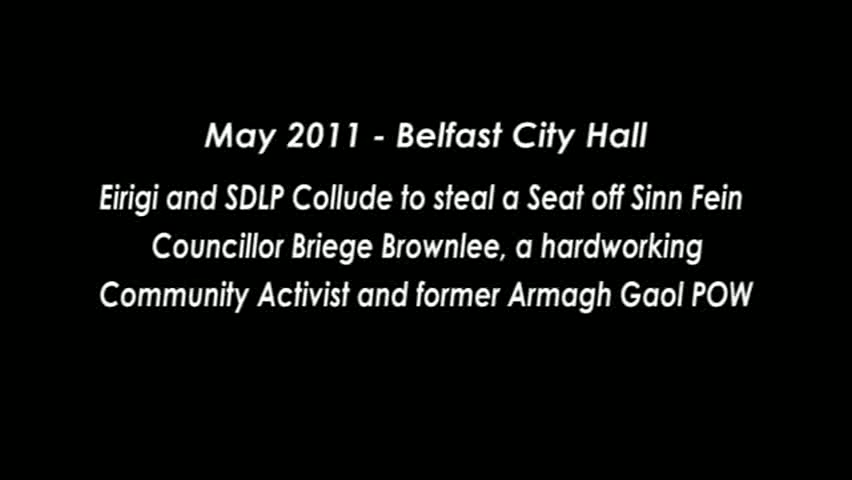 May 2011 - Belfast City Hall
Eirigi and SDLP Collude to steal a Seat off Sinn Fein
Councillor Briege Brownlee, a hardworking
Community Activist and former Armagh Gaol POW